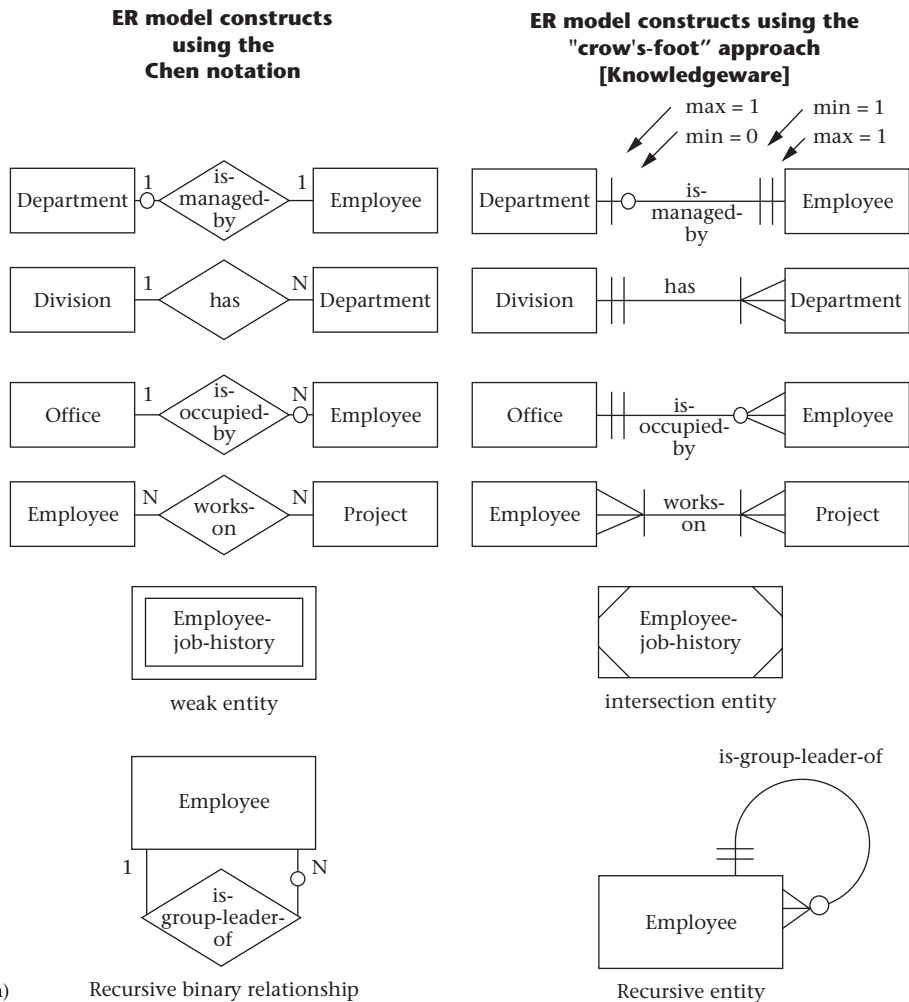 ER model constructs
using the
Chen notation
ER model constructs using the
"crow's-foot” approach
[Knowledgeware]
max = 1
min = 0
min = 1
max = 1
Department
1
is-
managed-
by
1
Employee
Department
is-
managed-
by
Employee
Division
1
has
N
Department
Division
has
Department
Office
1
is-
occupied-
by
N
Employee
Office
is-
occupied-
by
Employee
Employee
N
works-
on
N
Project
Employee
works-
on
Project
Employee-
job-history
weak entity
Employee-
job-history
intersection entity
Employee
1
N
is-
group-leader-
of
Recursive binary relationship
is-group-leader-of
Employee
Recursive entity